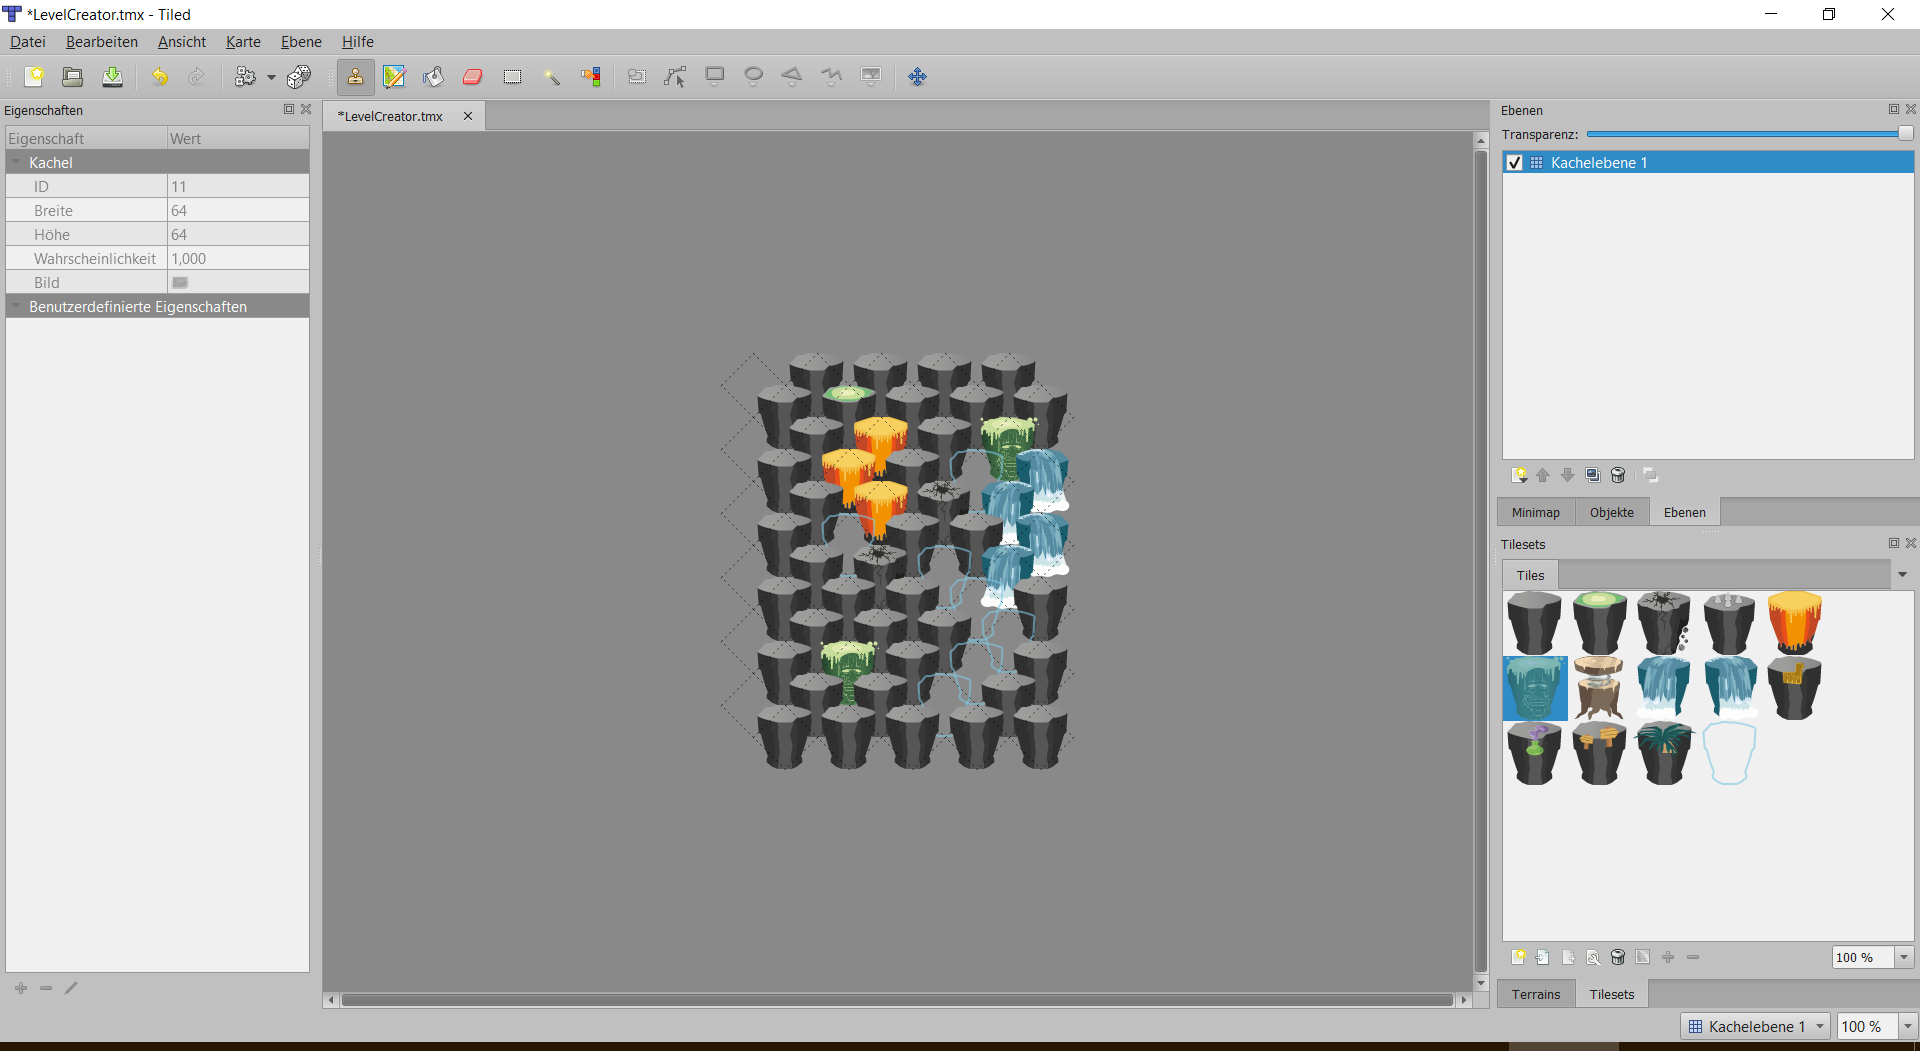 *LevelCreator.tmx - Tiled
Datei Bearbeiten Ansicht Karte Ebene Hilfe
Eigenschaften
Eigenschaft Wert
Kachel
ID 11
Breite 64
Höhe 64
Wahrscheinlichkeit 1,000
Bild
Benutzerdefinierte Eigenschaften
*LevelCreator.tmx
Ebenen
Transparenz:
Kachelebene 1
Minimap Objekte Ebenen
Tilesets
Tiles
100 %
Terrains Tilesets
Kachelebene 1 100 %